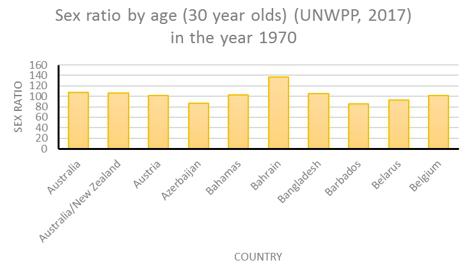 Sex ratio by age (30 year olds) (UNWPP, 2017)
in the year 1970
SEX RATIO
160
140
120
100
80
60
40
20
0
Australia
Australia/New Zealand
Austria
Azerbaijan
Bahamas
Bahrain
Bangladesh
Barbados
Belarus
Belgium
COUNTRY